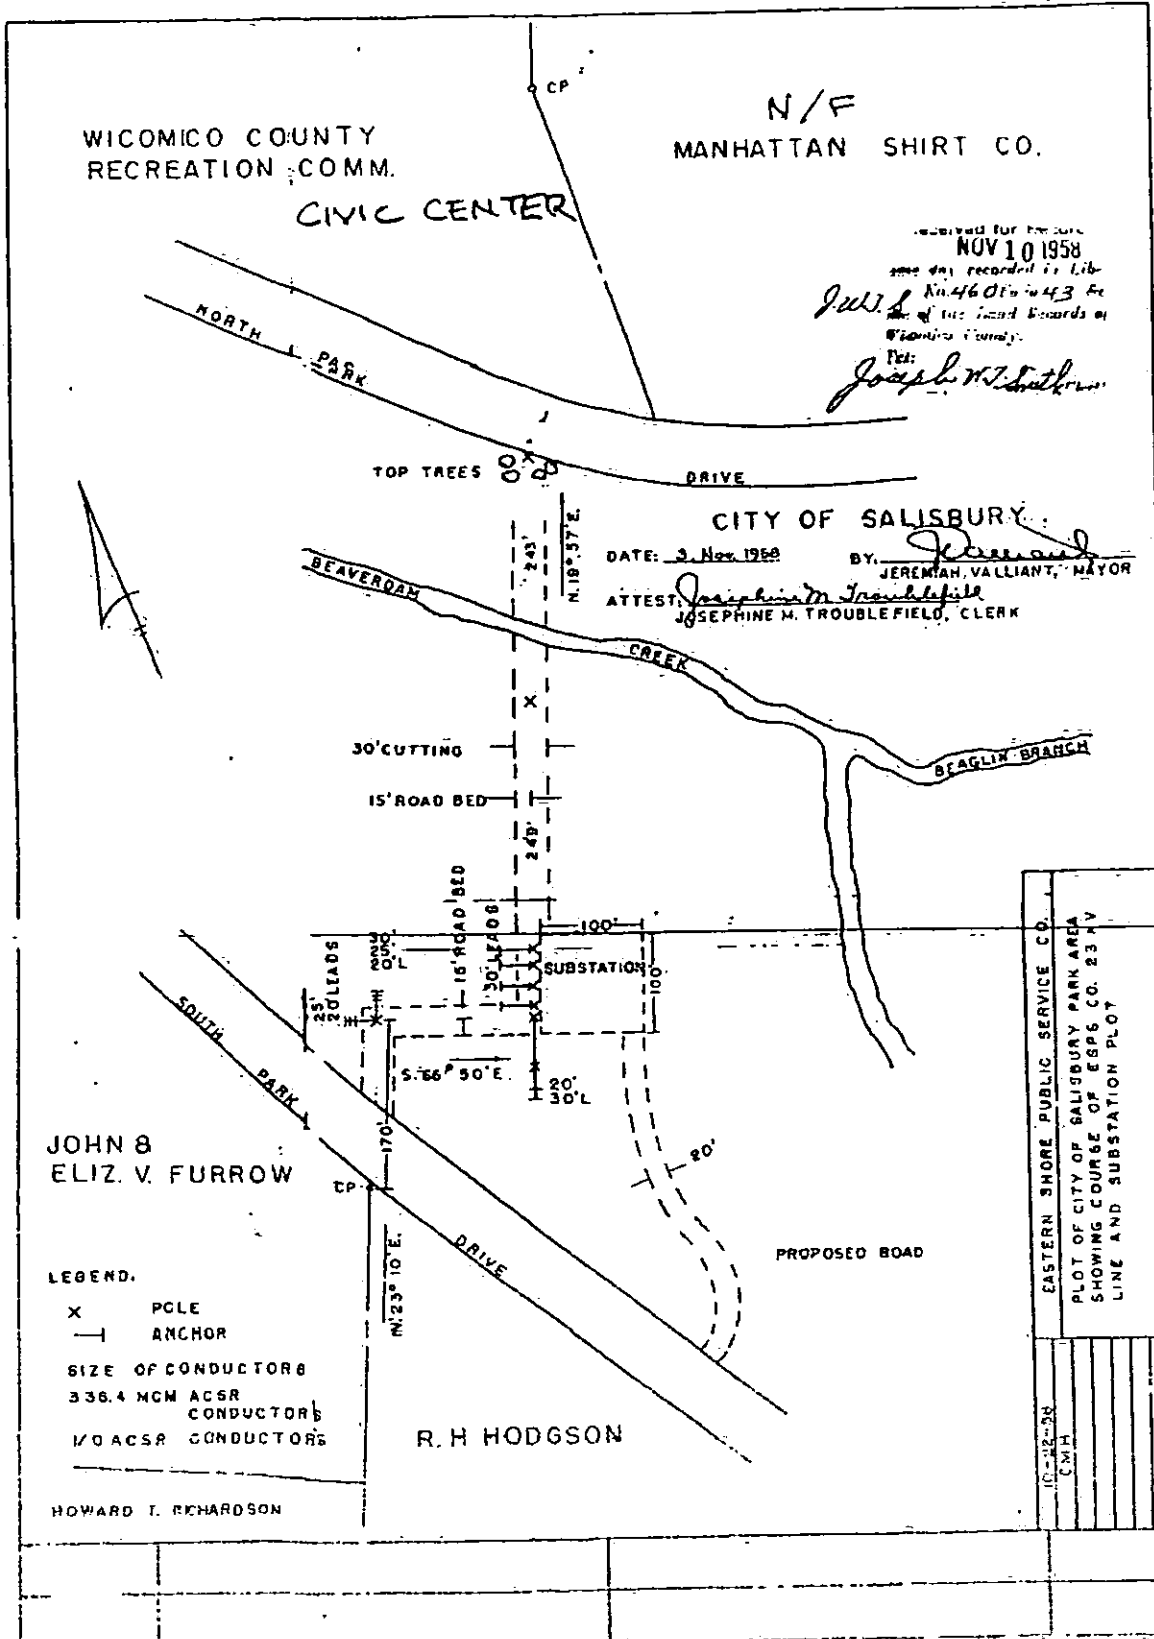 CP
WICOMICO COUNTY
RECREATION COMM.
CIVIC CENTER
N/F
MANHATTAN SHIRT CO.
NOV 10 1958
NORTH PARK
DRIVE
TOP TREES
243'
N. 18° 57' E.
CITY OF SALISBURY
DATE: 3 Nov. 1958 BY:
JEREMIAH VALLIANT, MAYOR
ATTEST: Josephine M Troublefield
JOSEPHINE M. TROUBLEFIELD, CLERK
BEAVERDAM
CREEK
BEAGLIN BRANCH
30' CUTTING
15' ROAD BED
249'
25'
20' LEADS
20' L
15' ROAD BED
30' LEADS
100'
SUBSTATION
100'
SOUTH
PARK
DRIVE
S. 66° 50' E.
20'
30' L
170'
CP
N. 23° 10' E.
20'
PROPOSED ROAD
JOHN &
ELIZ. V. FURROW
LEGEND.
X POLE
ANCHOR
SIZE OF CONDUCTORS
336.4 MCM ACSR
CONDUCTORS
1/0 ACSR CONDUCTORS
R. H HODGSON
HOWARD T. RICHARDSON
EASTERN SHORE PUBLIC SERVICE CO.
PLOT OF CITY OF SALISBURY PARK AREA
SHOWING COURSE OF ESPS CO. 23 KV
LINE AND SUBSTATION PLOT
CMH